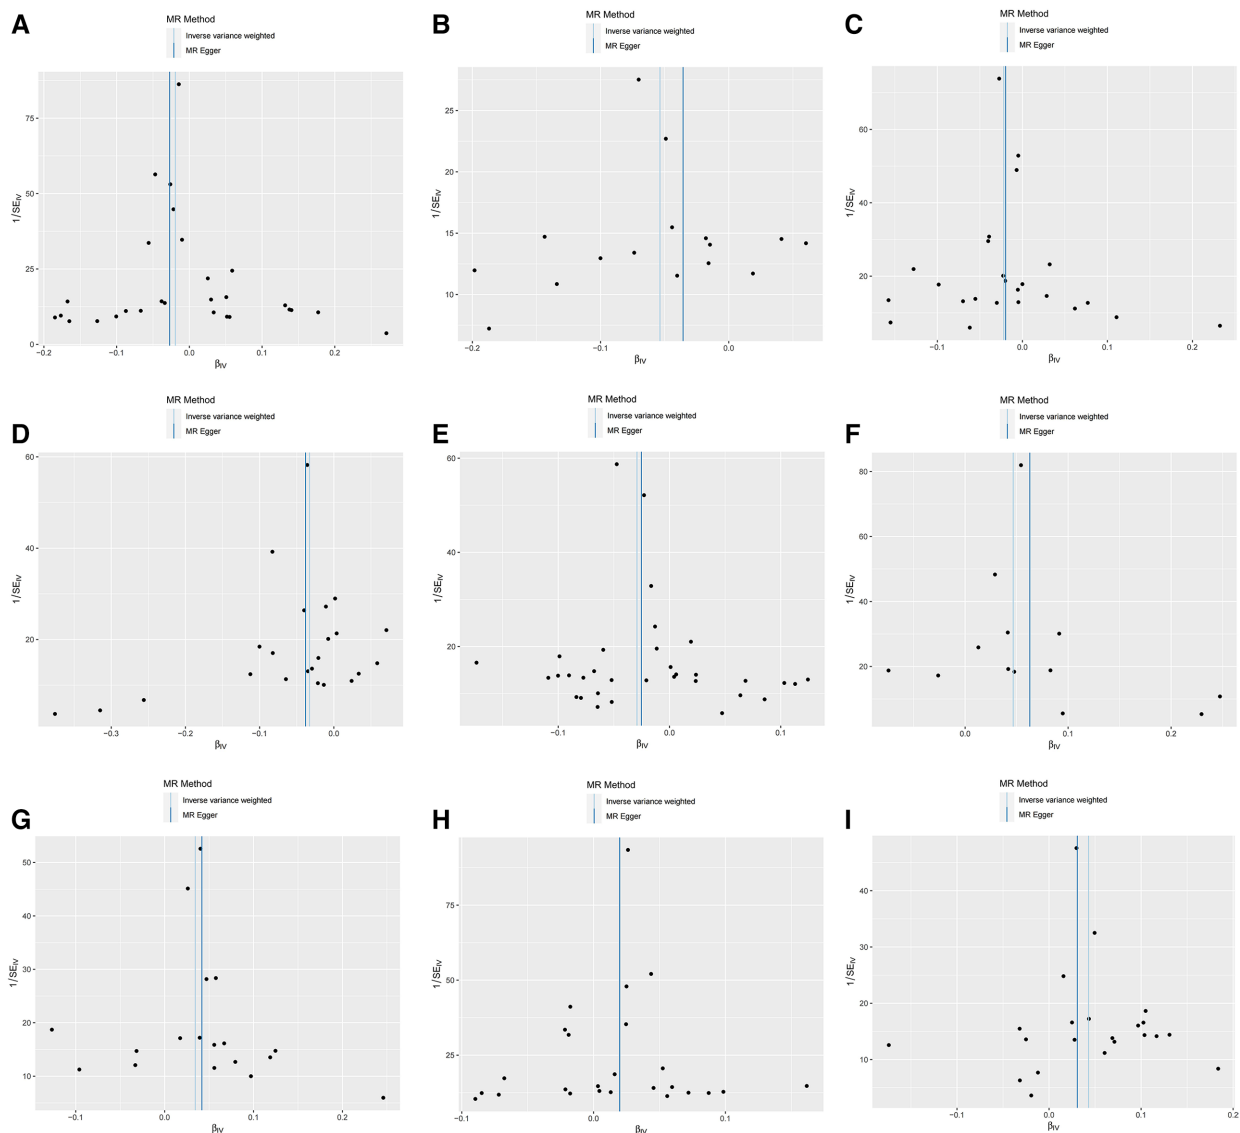 A
MR Method
Inverse variance weighted
MR Egger
75
50
25
0
1/SE_IV
−0.2 −0.1 0.0 0.1 0.2
β_IV
B
MR Method
Inverse variance weighted
MR Egger
25
20
15
10
1/SE_IV
−0.2 −0.1 0.0
β_IV
C
MR Method
Inverse variance weighted
MR Egger
60
40
20
1/SE_IV
−0.1 0.0 0.1 0.2
β_IV
D
MR Method
Inverse variance weighted
MR Egger
60
40
20
1/SE_IV
−0.3 −0.2 −0.1 0.0
β_IV
E
MR Method
Inverse variance weighted
MR Egger
60
40
20
1/SE_IV
−0.1 0.0 0.1
β_IV
F
MR Method
Inverse variance weighted
MR Egger
80
60
40
20
1/SE_IV
0.0 0.1 0.2
β_IV
G
MR Method
Inverse variance weighted
MR Egger
50
40
30
20
10
1/SE_IV
−0.1 0.0 0.1 0.2
β_IV
H
MR Method
Inverse variance weighted
MR Egger
75
50
25
1/SE_IV
−0.1 0.0 0.1
β_IV
I
MR Method
Inverse variance weighted
MR Egger
40
30
20
10
1/SE_IV
−0.1 0.0 0.1 0.2
β_IV